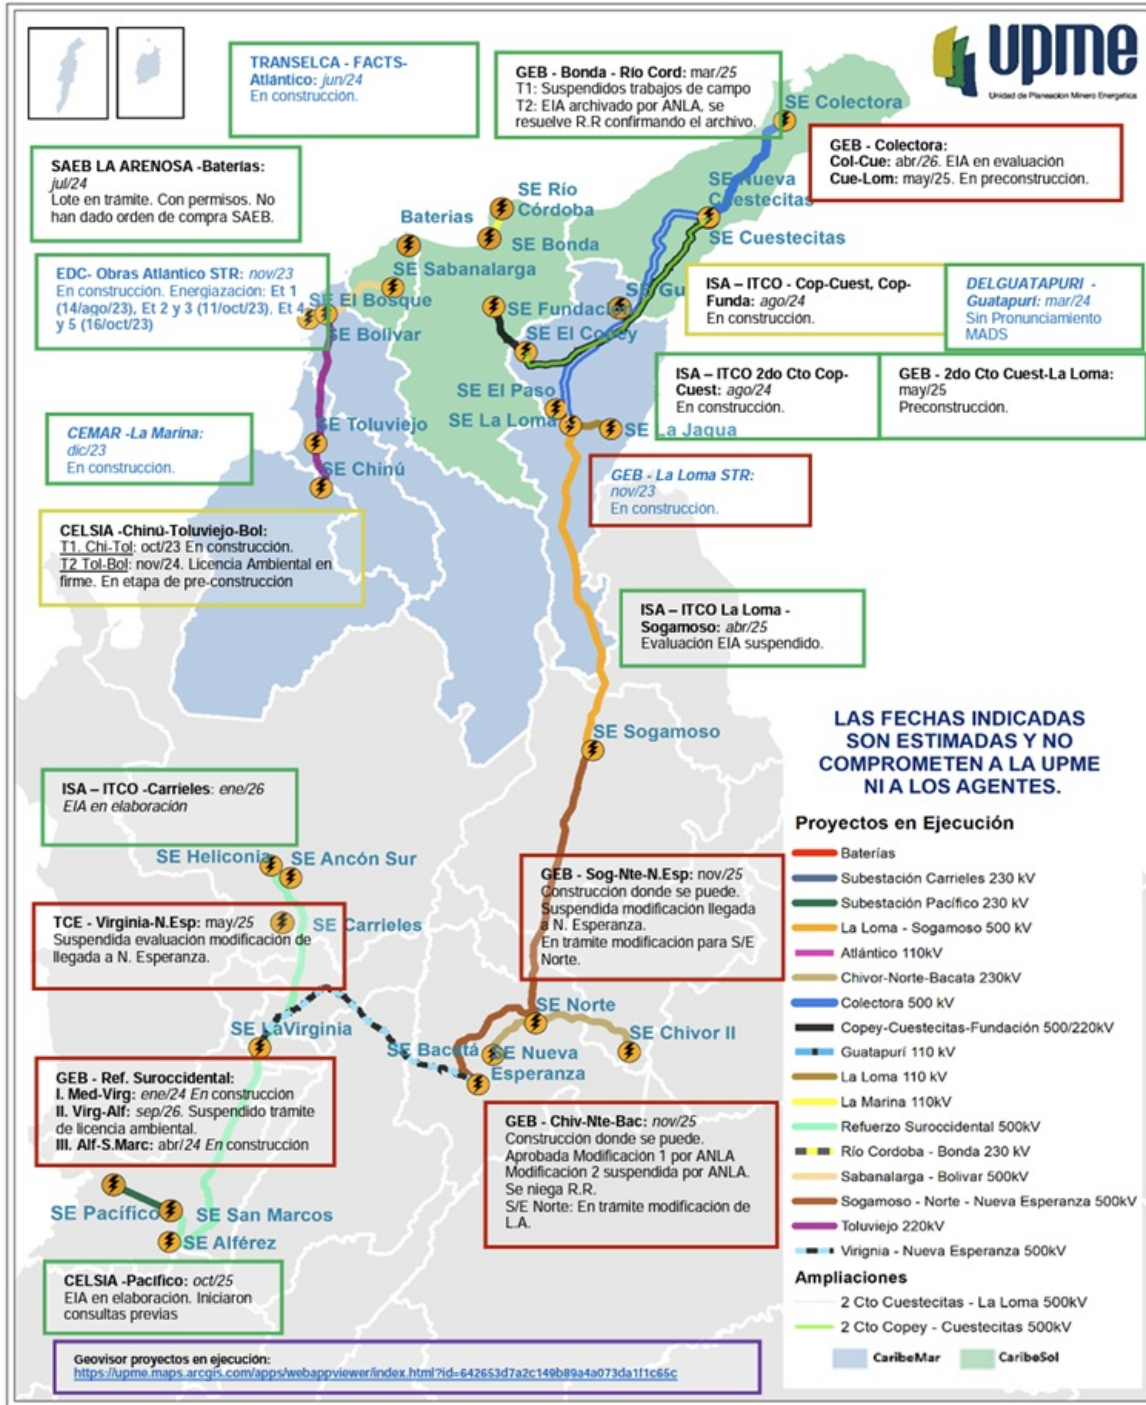 upme
Unidad de Planeación Minero Energetica
TRANSELCA - FACTS-
Atlántico: jun/24
En construcción.
GEB - Bonda - Río Cord: mar/25
T1: Suspendidos trabajos de campo
T2: EIA archivado por ANLA, se
resuelve R.R confirmando el archivo.
SE Colectora
GEB - Colectora:
Col-Cue: abr/26. EIA en evaluación
Cue-Lom: may/25. En preconstrucción.
SAEB LA ARENOSA -Baterías:
jul/24
Lote en trámite. Con permisos. No
han dado orden de compra SAEB.
SE Río
Córdoba
SE Nueva
Cuestecitas
Baterias
SE Bonda
SE Cuestecitas
EDC- Obras Atlántico STR: nov/23
En construcción. Energiazación: Et 1
(14/ago/23), Et 2 y 3 (11/oct/23). Et 4
y 5 (16/oct/23)
SE Sabanalarga
SE El Bosque
SE Bolivar
SE Fundación
SE Gu
SE El Copey
ISA – ITCO - Cop-Cuest, Cop-
Funda: ago/24
En construcción.
DELGUATAPURI -
Guatapurí: mar/24
Sin Pronunciamiento
MADS
ISA – ITCO 2do Cto Cop-
Cuest: ago/24
En construcción.
GEB - 2do Cto Cuest-La Loma:
may/25
Preconstrucción.
SE El Paso
SE La Loma
SE La Jagua
CEMAR -La Marina:
dic/23
En construcción.
SE Toluviejo
SE Chinú
GEB - La Loma STR:
nov/23
En construcción.
CELSIA -Chinú-Toluviejo-Bol:
T1. Chi-Tol: oct/23 En construcción.
T2 Tol-Bol: nov/24. Licencia Ambiental en
firme. En etapa de pre-construcción
ISA – ITCO La Loma -
Sogamoso: abr/25
Evaluación EIA suspendido.
SE Sogamoso
LAS FECHAS INDICADAS
SON ESTIMADAS Y NO
COMPROMETEN A LA UPME
NI A LOS AGENTES.
ISA – ITCO -Carrieles: ene/26
EIA en elaboración
SE Heliconia
SE Ancón Sur
SE Carrieles
TCE - Virginia-N.Esp: may/25
Suspendida evaluación modificación de
llegada a N. Esperanza.
GEB - Sog-Nte-N.Esp: nov/25
Construcción donde se puede.
Suspendida modificación llegada
a N. Esperanza.
En trámite modificación para S/E
Norte.
SE LaVirginia
SE Norte
SE Chivor II
SE Bacatá
SE Nueva
Esperanza
GEB - Ref. Suroccidental:
I. Med-Virg: ene/24 En construcción
II. Virg-Alf: sep/26. Suspendido trámite
de licencia ambiental.
III. Alf-S.Marc: abr/24 En construcción
GEB - Chiv-Nte-Bac: nov/25
Construcción donde se puede.
Aprobada Modificación 1 por ANLA
Modificación 2 suspendida por ANLA.
Se niega R.R.
S/E Norte: En trámite modificación de
L.A.
SE Pacífico
SE San Marcos
SE Alférez
CELSIA -Pacífico: oct/25
EIA en elaboración. Iniciaron
consultas previas
Proyectos en Ejecución
Baterías
Subestación Carrieles 230 kV
Subestación Pacífico 230 kV
La Loma - Sogamoso 500 kV
Atlántico 110kV
Chivor-Norte-Bacata 230kV
Colectora 500 kV
Copey-Cuestecitas-Fundación 500/220kV
Guatapurí 110 kV
La Loma 110 kV
La Marina 110kV
Refuerzo Suroccidental 500kV
Río Cordoba - Bonda 230 kV
Sabanalarga - Bolivar 500kV
Sogamoso - Norte - Nueva Esperanza 500kV
Toluviejo 220kV
Virignia - Nueva Esperanza 500kV
Ampliaciones
2 Cto Cuestecitas - La Loma 500kV
2 Cto Copey - Cuestecitas 500kV
CaribeMar
CaribeSol
Geovisor proyectos en ejecución:
https://upme.maps.arcgis.com/apps/webappviewer/index.html?id=642653d7a2c149b89a4a073da1f1c65c